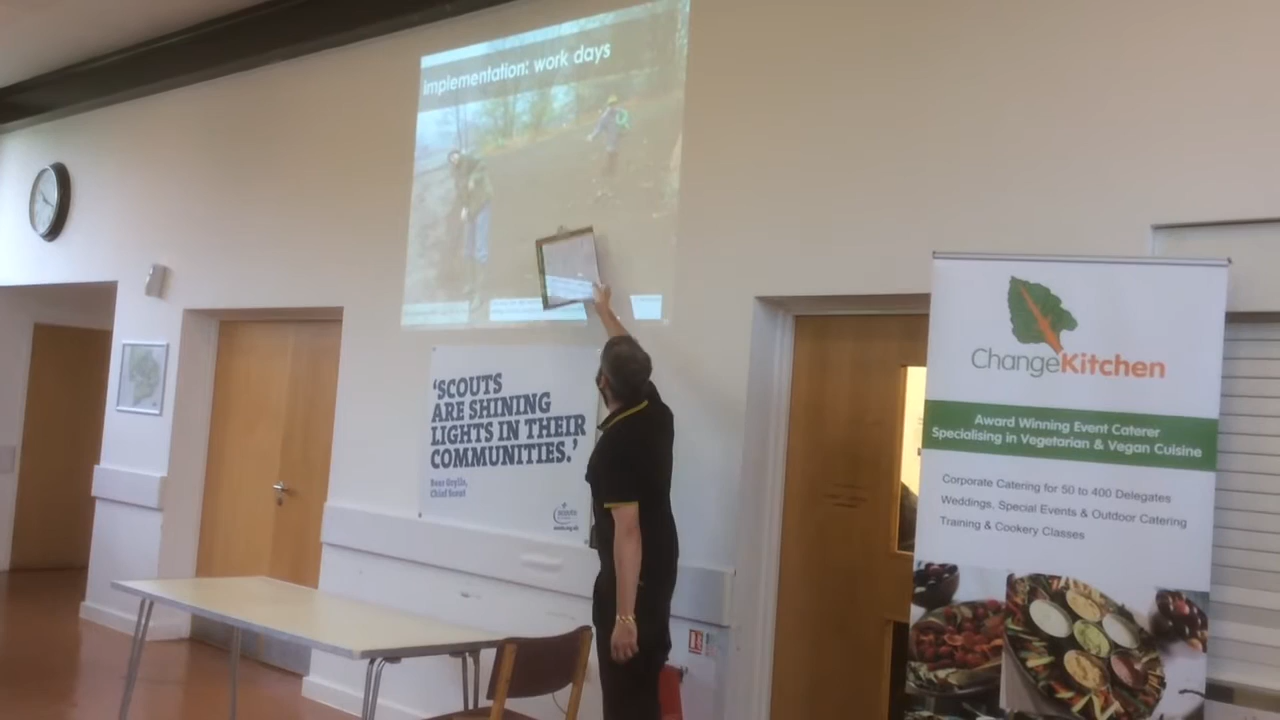 implementation: work days
‘SCOUTS
ARE SHINING
LIGHTS IN THEIR
COMMUNITIES.’
Bear Grylls,
Chief Scout
scouts
ChangeKitchen
Award Winning Event Caterer
Specialising in Vegetarian & Vegan Cuisine
Corporate Catering for 50 to 400 Delegates
Weddings, Special Events & Outdoor Catering
Training & Cookery Classes